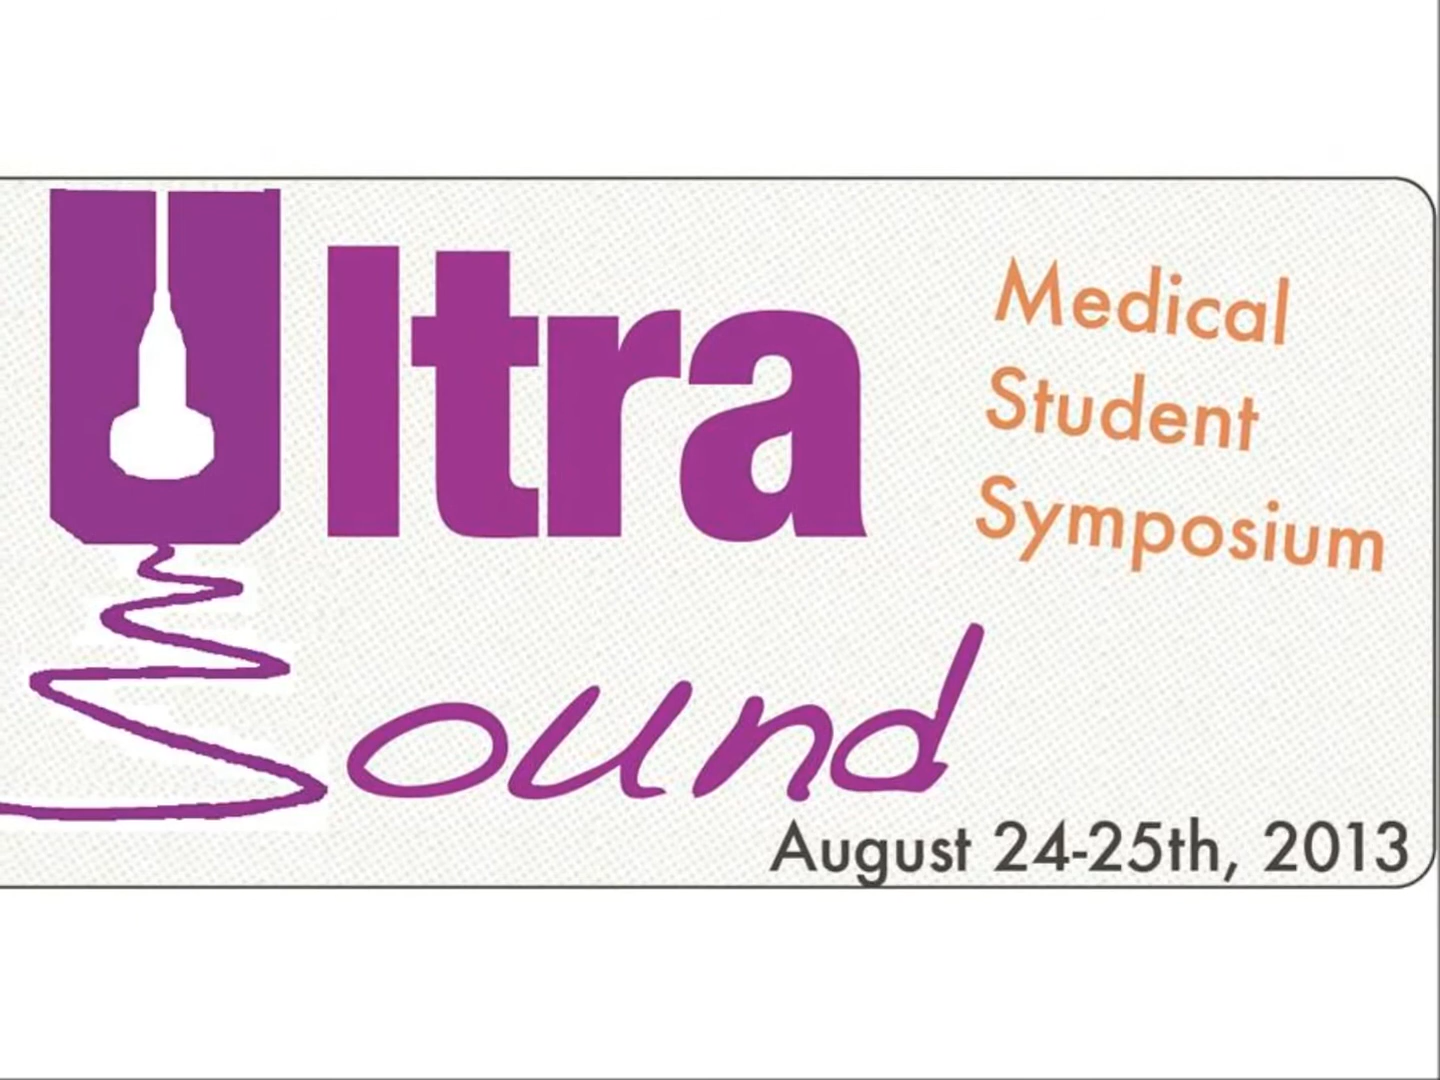 Ultra
Sound
Medical
Student
Symposium
August 24-25th, 2013